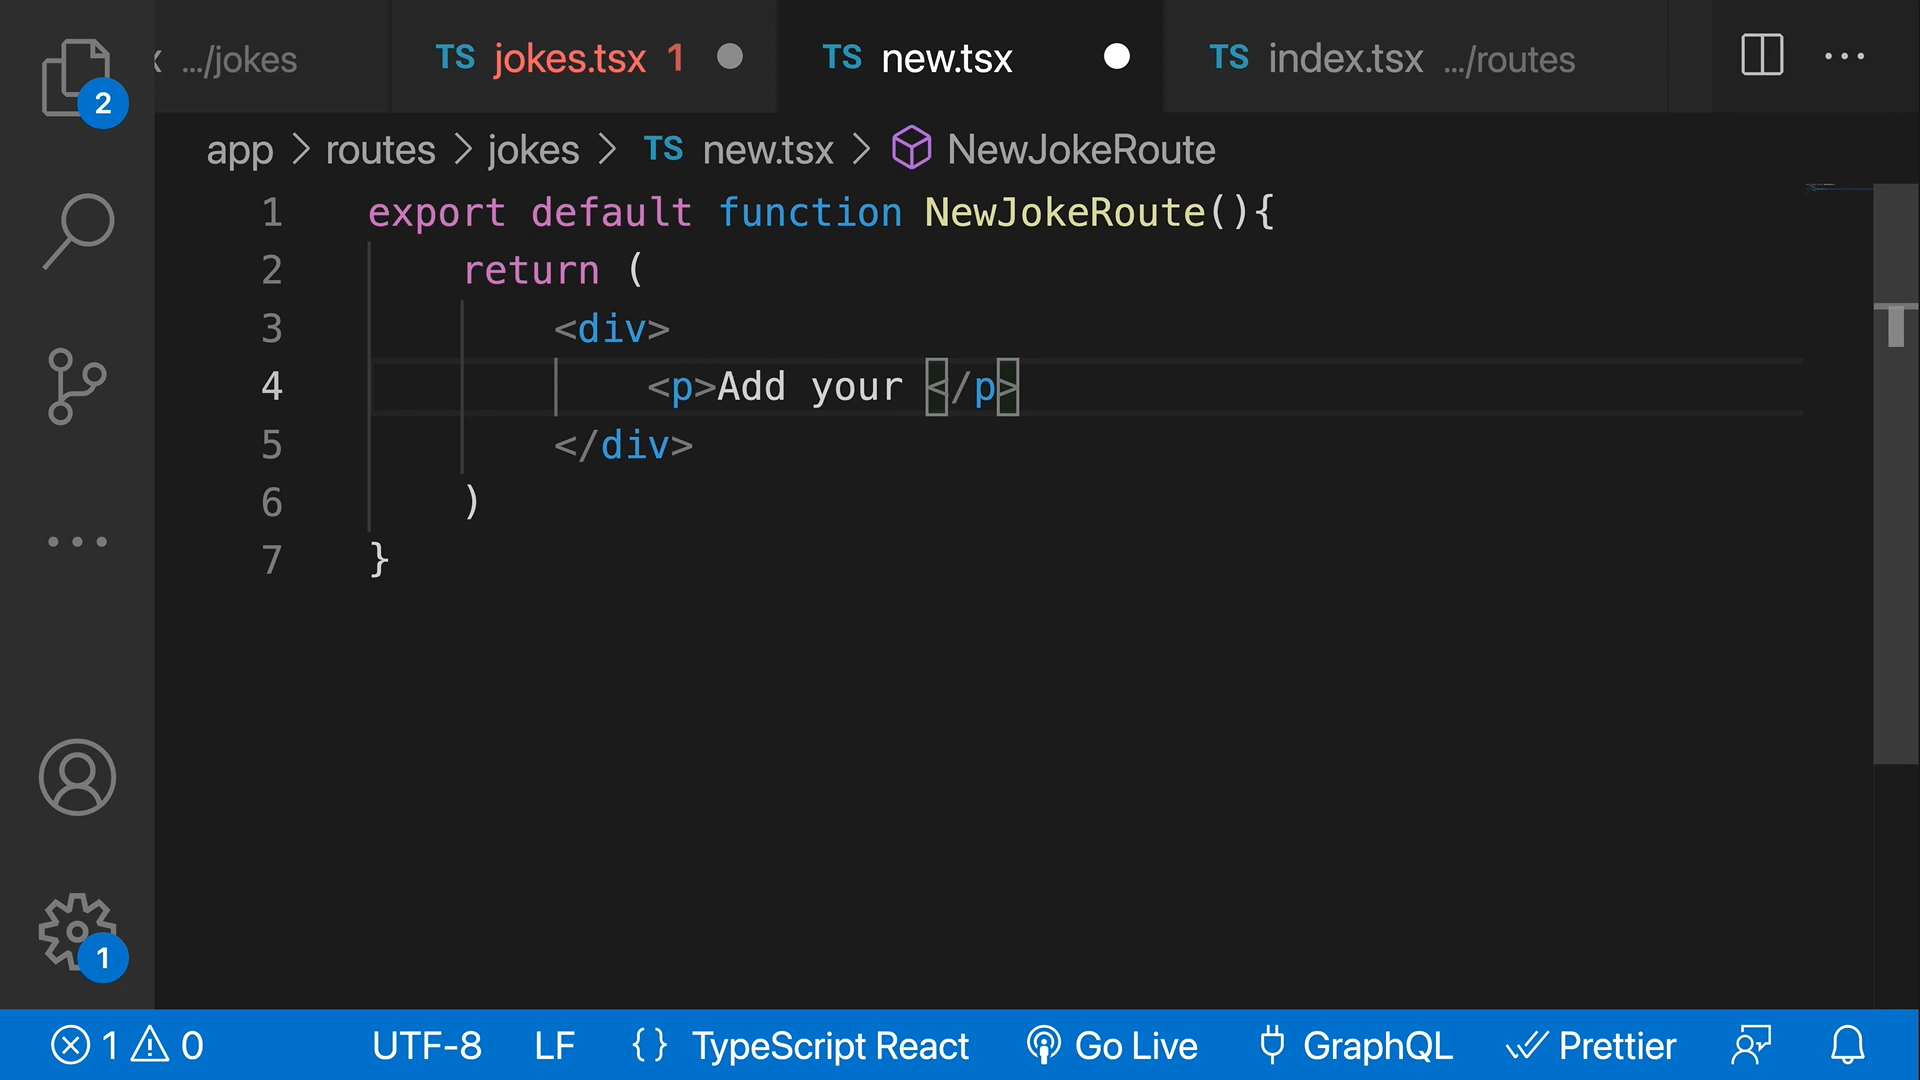 .../jokes TS jokes.tsx 1 TS new.tsx TS index.tsx .../routes
2
app > routes > jokes > TS new.tsx > NewJokeRoute
1 export default function NewJokeRoute(){
2 return (
3 <div>
4 <p>Add your </p>
5 </div>
6 )
7 }
1
1 0 UTF-8 LF {} TypeScript React Go Live GraphQL Prettier